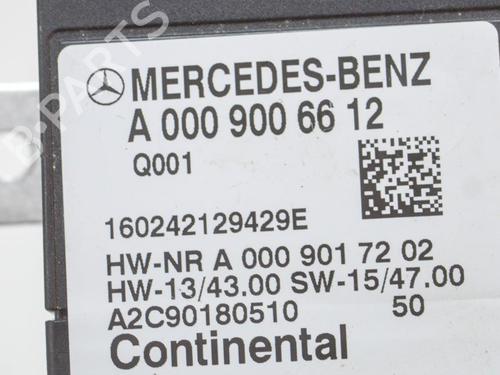 MERCEDES-BENZ
A 000 900 66 12
Q001
160242129429E
HW-NR A 000 901 72 02
HW-13/43.00 SW-15/47.00
A2C90180510 50
Continental
B-PARTS